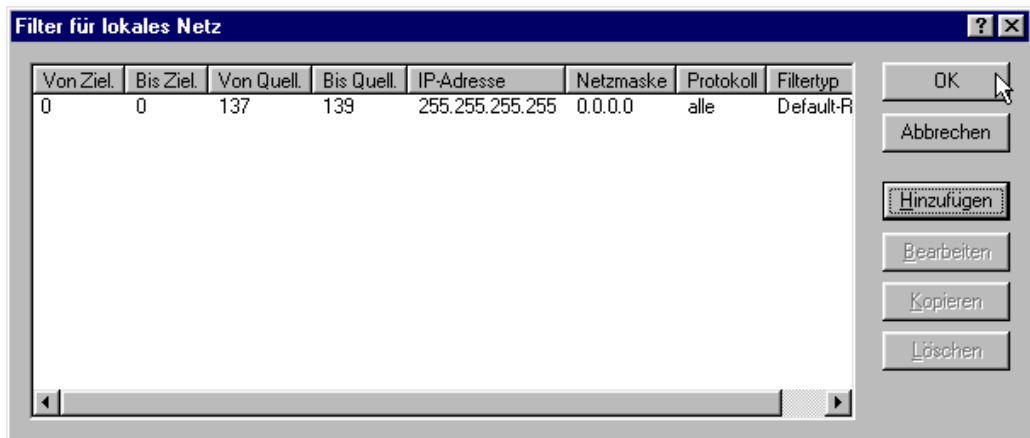 Filter für lokales Netz
Von Ziel. Bis Ziel. Von Quell. Bis Quell. IP-Adresse Netzmaske Protokoll Filtertyp
0 0 137 139 255.255.255.255 0.0.0.0 alle Default-R
OK
Abbrechen
Hinzufügen
Bearbeiten
Kopieren
Löschen